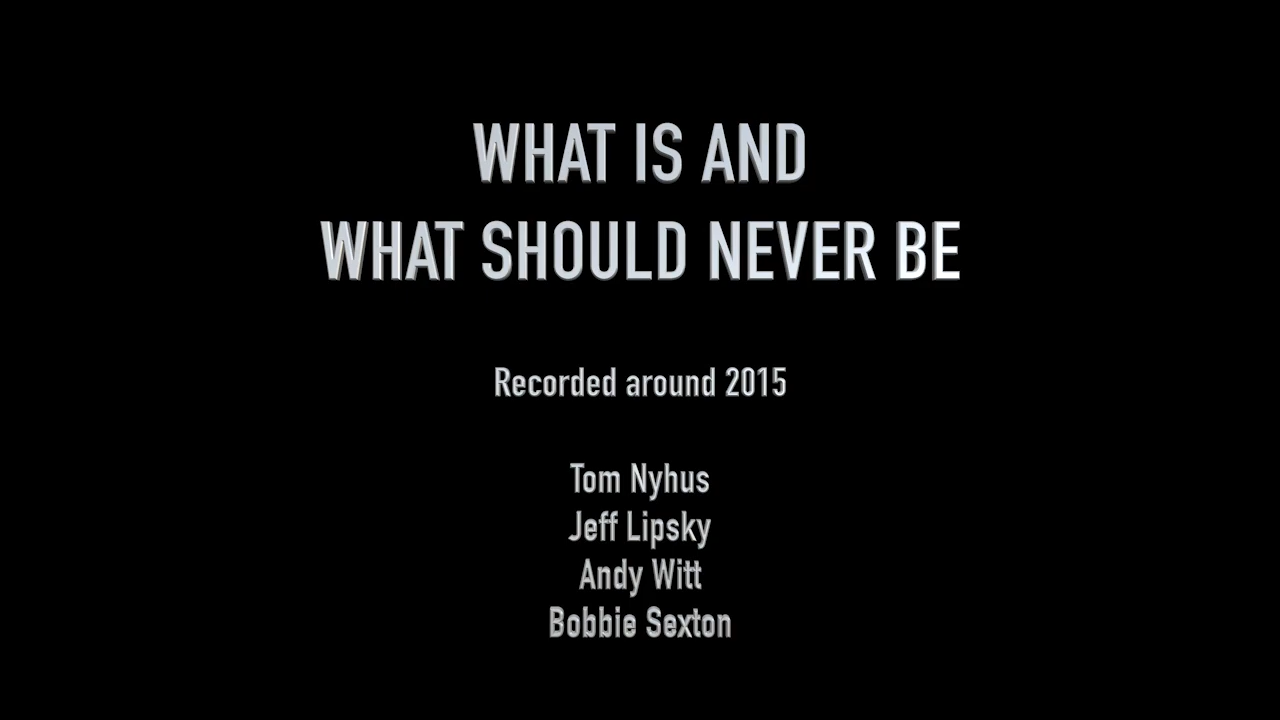 WHAT IS AND
WHAT SHOULD NEVER BE
Recorded around 2015
Tom Nyhus
Jeff Lipsky
Andy Witt
Bobbie Sexton